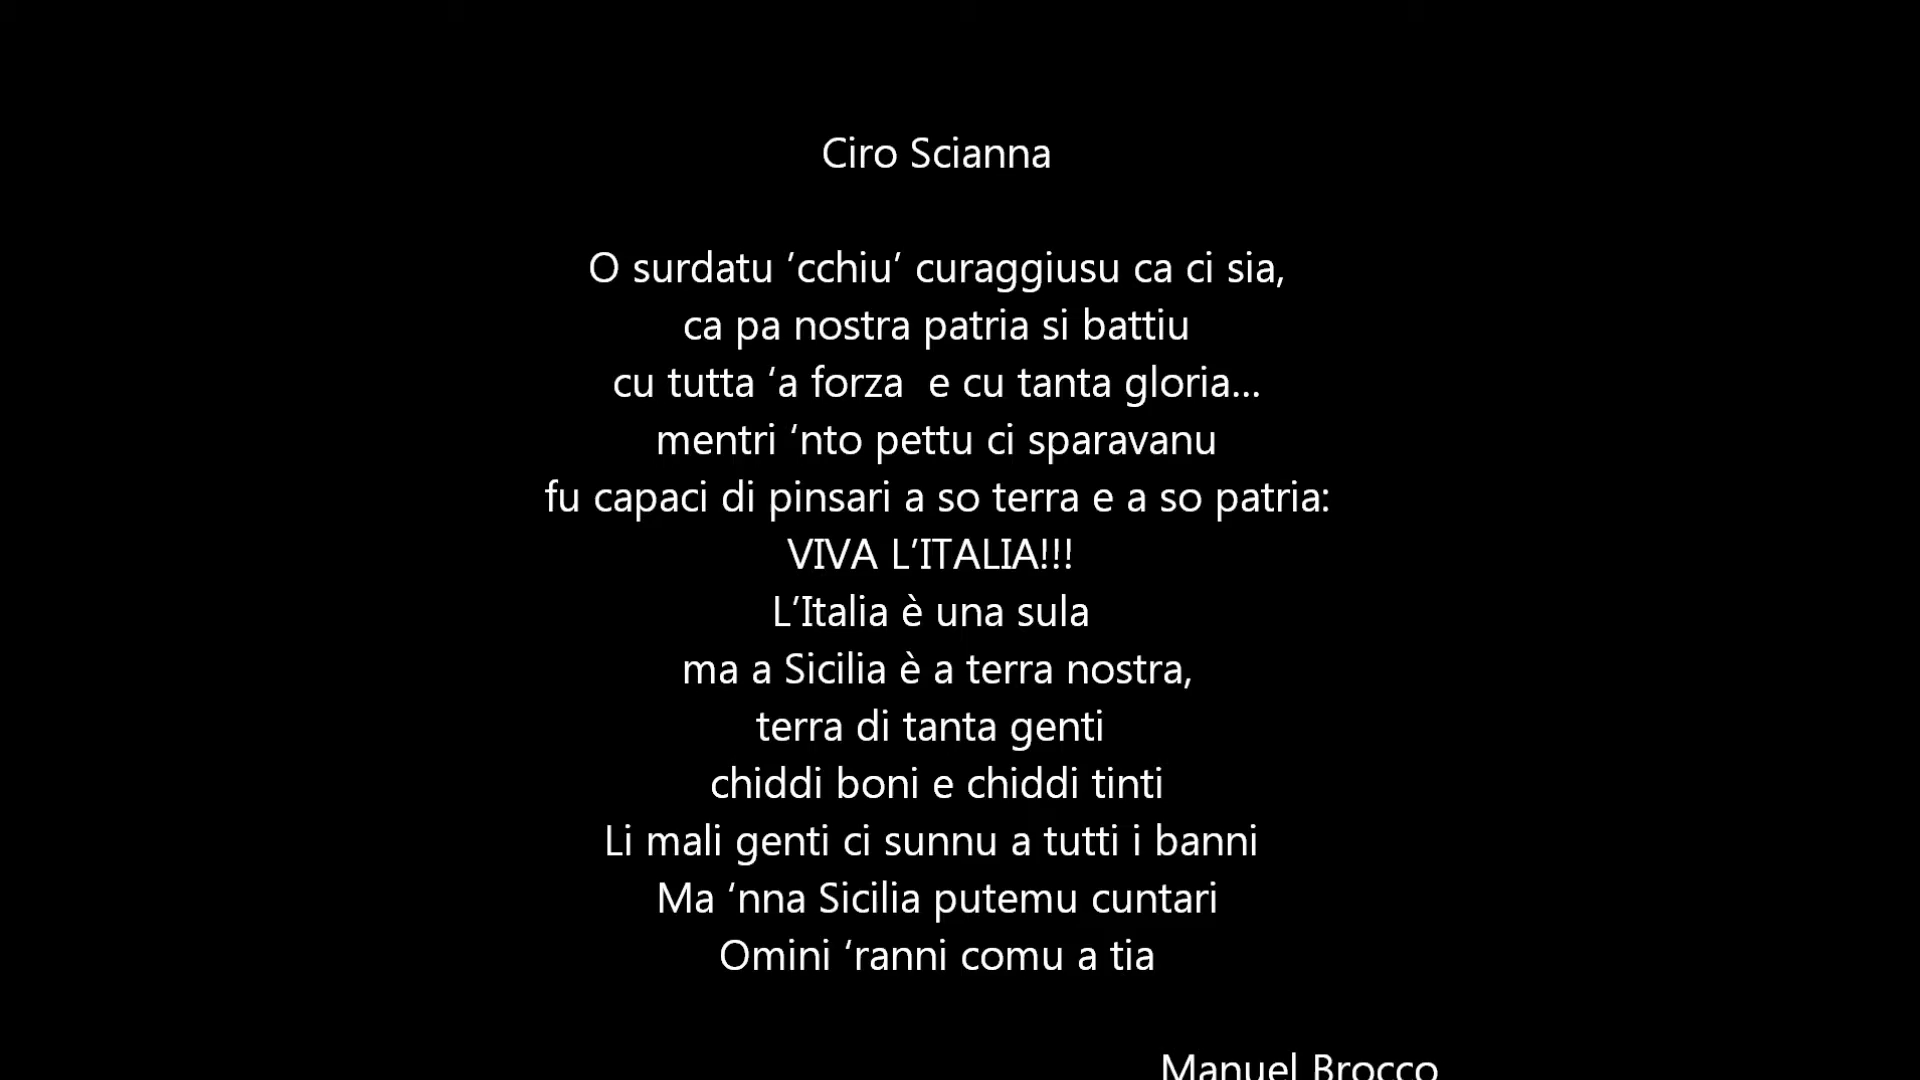 Ciro Scianna
O surdatu ’cchiu’ curaggiusu ca ci sia,
ca pa nostra patria si battiu
cu tutta ‘a forza  e cu tanta gloria...
mentri ‘nto pettu ci sparavanu
fu capaci di pinsari a so terra e a so patria:
VIVA L’ITALIA!!!
L’Italia è una sula
ma a Sicilia è a terra nostra,
terra di tanta genti
chiddi boni e chiddi tinti
Li mali genti ci sunnu a tutti i banni
Ma ‘nna Sicilia putemu cuntari
Omini ‘ranni comu a tia
Manuel Brocco